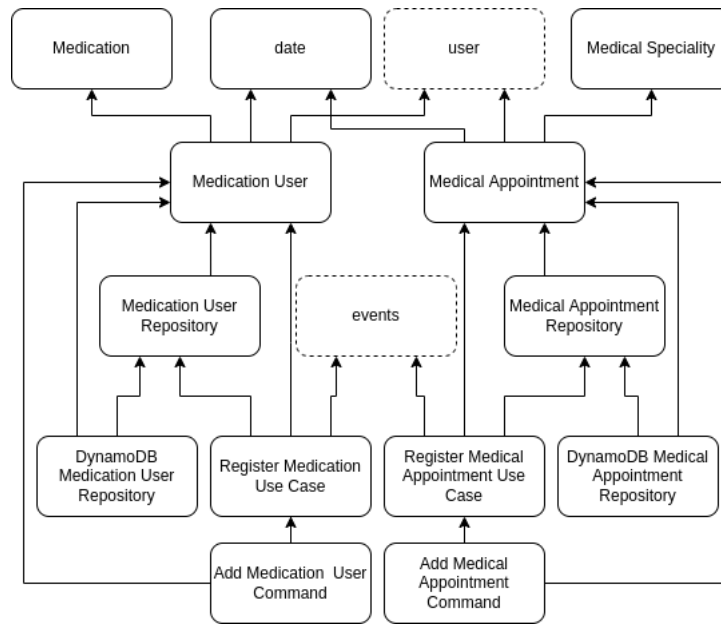 Medication
date
user
Medical Speciality
Medication User
Medical Appointment
Medication User
Repository
events
Medical Appointment
Repository
DynamoDB
Medication User
Repository
Register Medication
Use Case
Register Medical
Appointment Use
Case
DynamoDB Medical
Appointment
Repository
Add Medication  User
Command
Add Medical
Appointment
Command